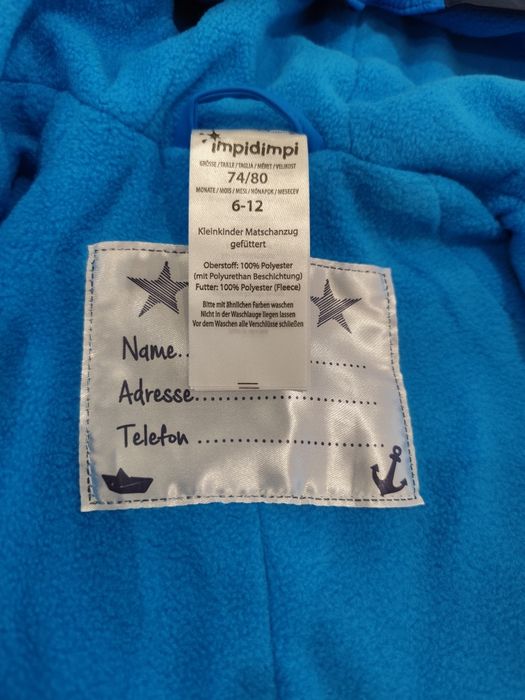 impidimpi
GRÖSSE / TAILLE / TAGLIA / MÉRET / VELIKOST
74/80
MONATE / MOIS / MESI / HÓNAPOK / MESECEV
6-12
Kleinkinder Matschanzug
gefüttert
Oberstoff: 100% Polyester
(mit Polyurethan Beschichtung)
Futter: 100% Polyester (Fleece)
Bitte mit ähnlichen Farben waschen
Nicht in der Waschlauge liegen lassen
Vor dem Waschen alle Verschlüsse schließen
Name..................
Adresse.............................
Telefon ............................